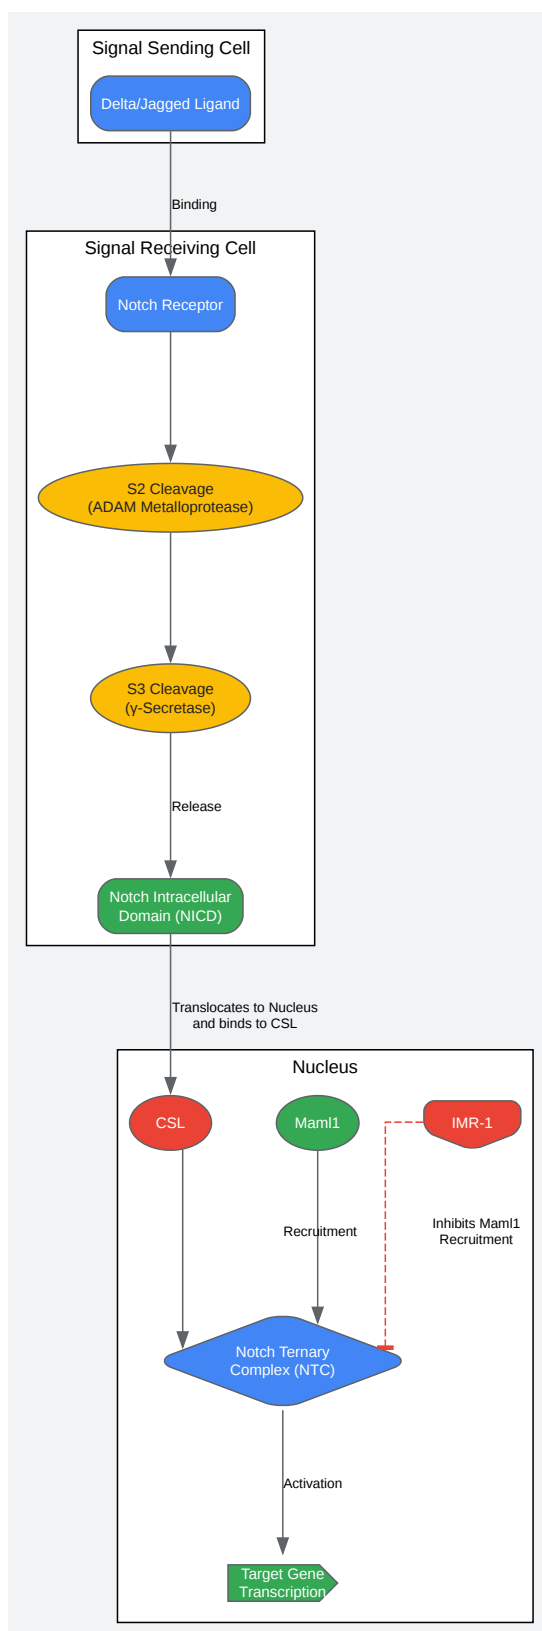 Signal Sending Cell
Delta/Jagged Ligand
Binding
Signal Receiving Cell
Notch Receptor
S2 Cleavage
(ADAM Metalloprotease)
S3 Cleavage
(γ-Secretase)
Release
Notch Intracellular
Domain (NICD)
Translocates to Nucleus
and binds to CSL
Nucleus
CSL
Maml1
IMR-1
Recruitment
Inhibits Maml1
Recruitment
Notch Ternary
Complex (NTC)
Activation
Target Gene
Transcription